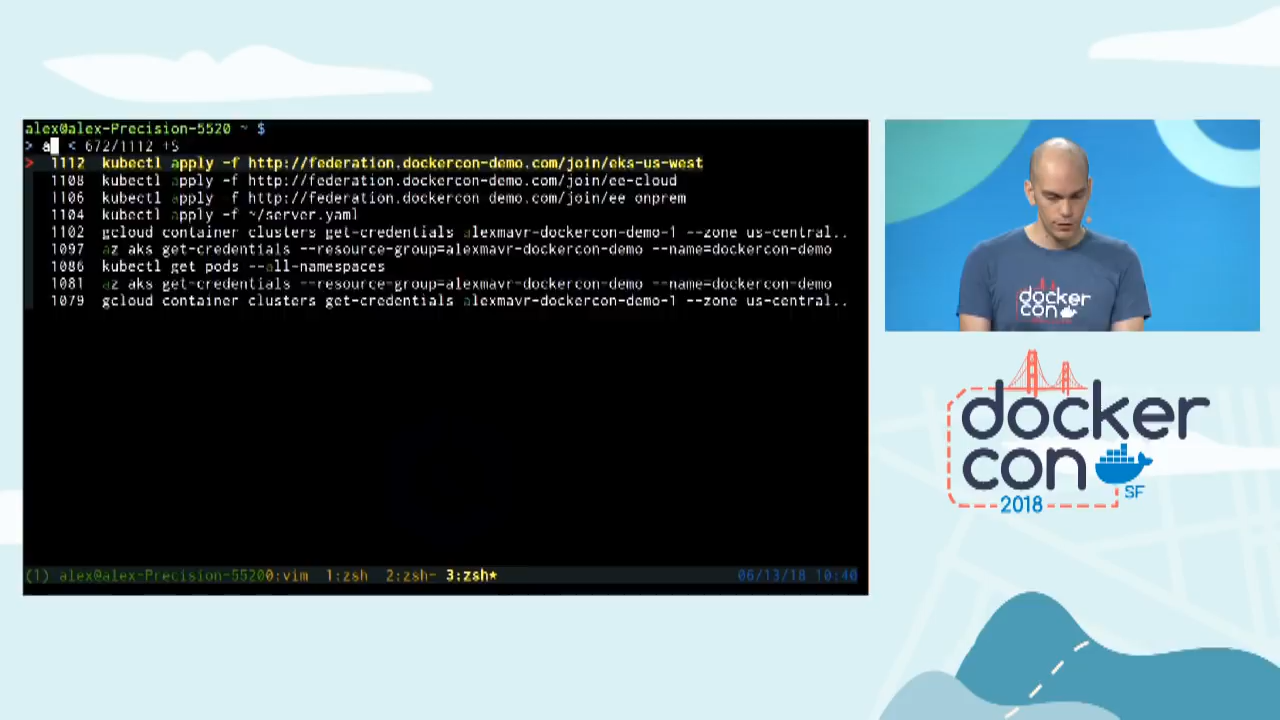 alex@alex-Precision-5520 ~ $
> a < 672/1112 +S
> 1112 kubectl apply -f http://federation.dockercon-demo.com/join/eks-us-west
1108 kubectl apply -f http://federation.dockercon-demo.com/join/ee-cloud
1106 kubectl apply f http://federation.dockercon demo.com/join/ee onprem
1104 kubectl apply -f ~/server.yaml
1102 gcloud container clusters get-credentials alexmavr-dockercon-demo-1 --zone us-central..
1097 az aks get-credentials --resource-group=alexmavr-dockercon-demo --name=dockercon-demo
1086 kubectl get pods --all-namespaces
1081 az aks get-credentials --resource-group=alexmavr-dockercon-demo --name=dockercon-demo
1079 gcloud container clusters get-credentials alexmavr-dockercon-demo-1 --zone us-central..
(1) alex@alex-Precision-55200:vim 1:zsh 2:zsh- 3:zsh* 06/13/18 10:40
docker
con
docker
con
2018
SF